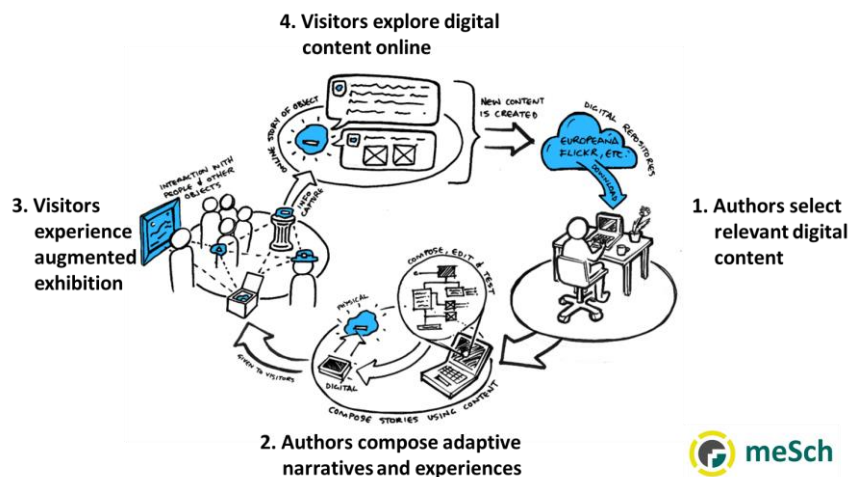 4. Visitors explore digital
content online
ONLINE STORY OF OBJECT
NEW CONTENT
IS CREATED
DIGITAL REPOSITORIES
EUROPEANA
FLICKR, ETC.
DOWNLOAD
INTERACTION WITH
PEOPLE & OTHER
OBJECTS
INFO
CAPTURE
3. Visitors
experience
augmented
exhibition
1. Authors select
relevant digital
content
COMPOSE, EDIT & TEST
PHYSICAL
DIGITAL
GIVEN TO VISITORS
COMPOSE STORIES USING CONTENT
2. Authors compose adaptive
narratives and experiences
meSch